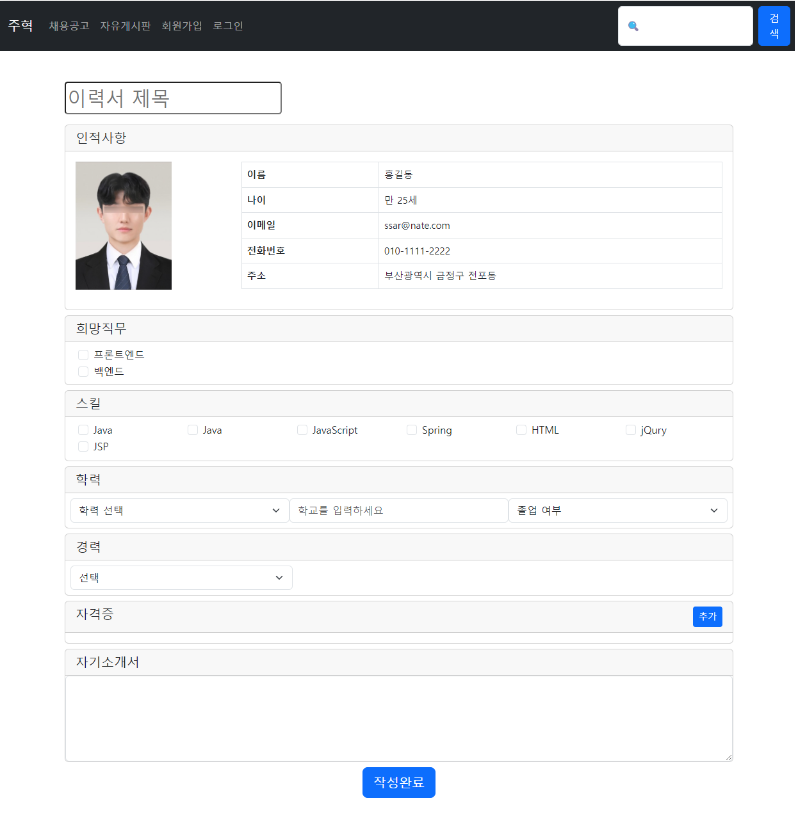 주혁 채용공고 자유게시판 회원가입 로그인 검색
이력서 제목
인적사항
이름 홍길동
나이 만 25세
이메일 ssar@nate.com
전화번호 010-1111-2222
주소 부산광역시 금정구 전포동
희망직무
프론트엔드
백엔드
스킬
Java Java JavaScript Spring HTML jQury
JSP
학력
학력 선택 학교를 입력하세요 졸업 여부
경력
선택
자격증 추가
자기소개서
작성완료